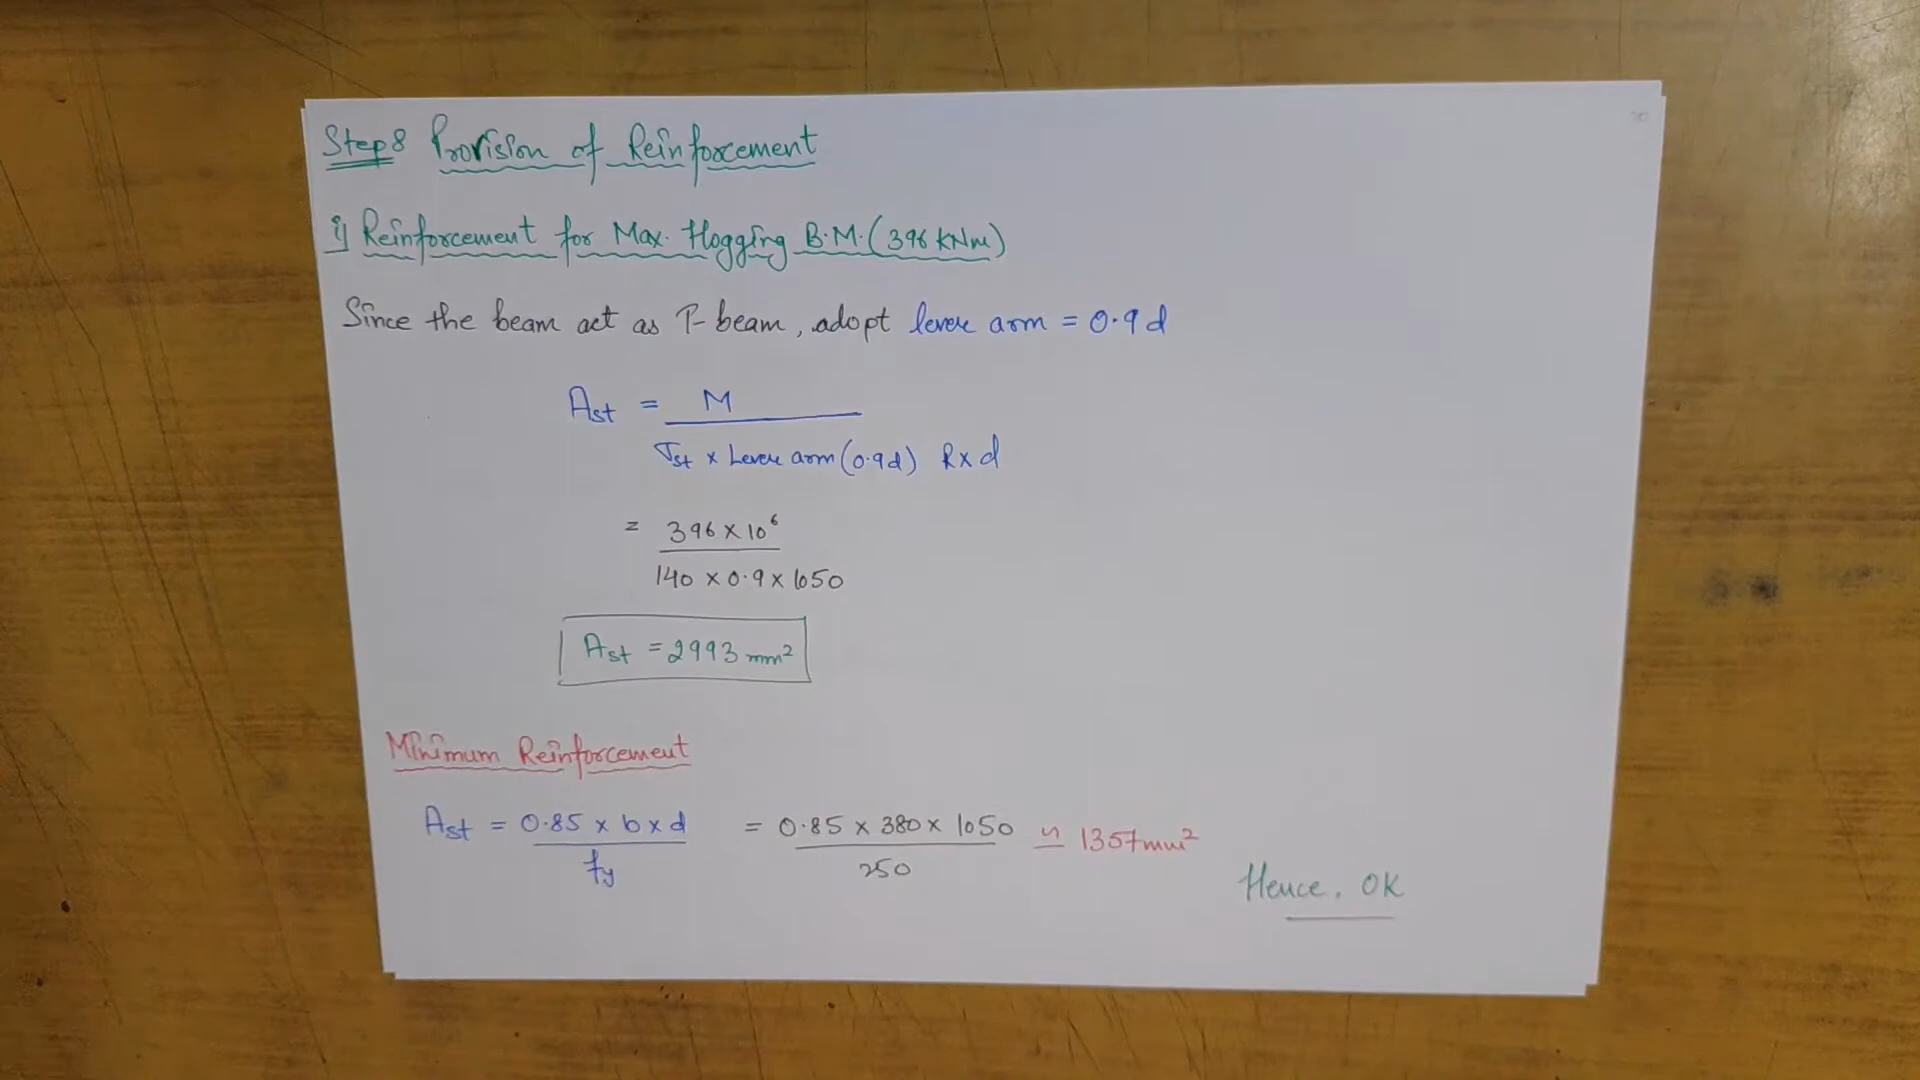 Step 8 Provision of Reinforcement
i) Reinforcement for Max. Hogging B.M. (396 KNm)
Since the beam act as T-beam, adopt lever arm = 0.9d
Ast = M
σst × Lever arm (0.9d) R×d
= 396 × 10⁶
140 × 0.9 × 1050
Ast = 2993 mm²
Minimum Reinforcement
Ast = 0.85 × b × d = 0.85 × 380 × 1050 ≃ 1357 mm²
fy 250
Hence, OK